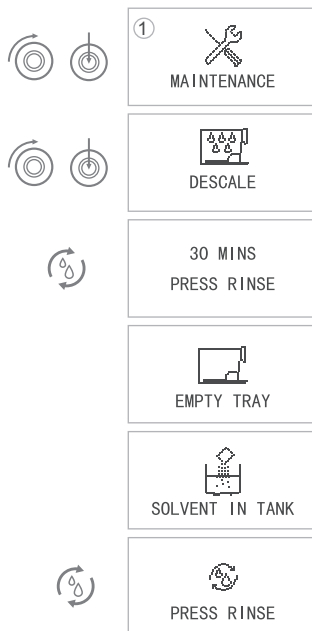 ①
MAINTENANCE
DESCALE
30 MINS
PRESS RINSE
EMPTY TRAY
SOLVENT IN TANK
PRESS RINSE